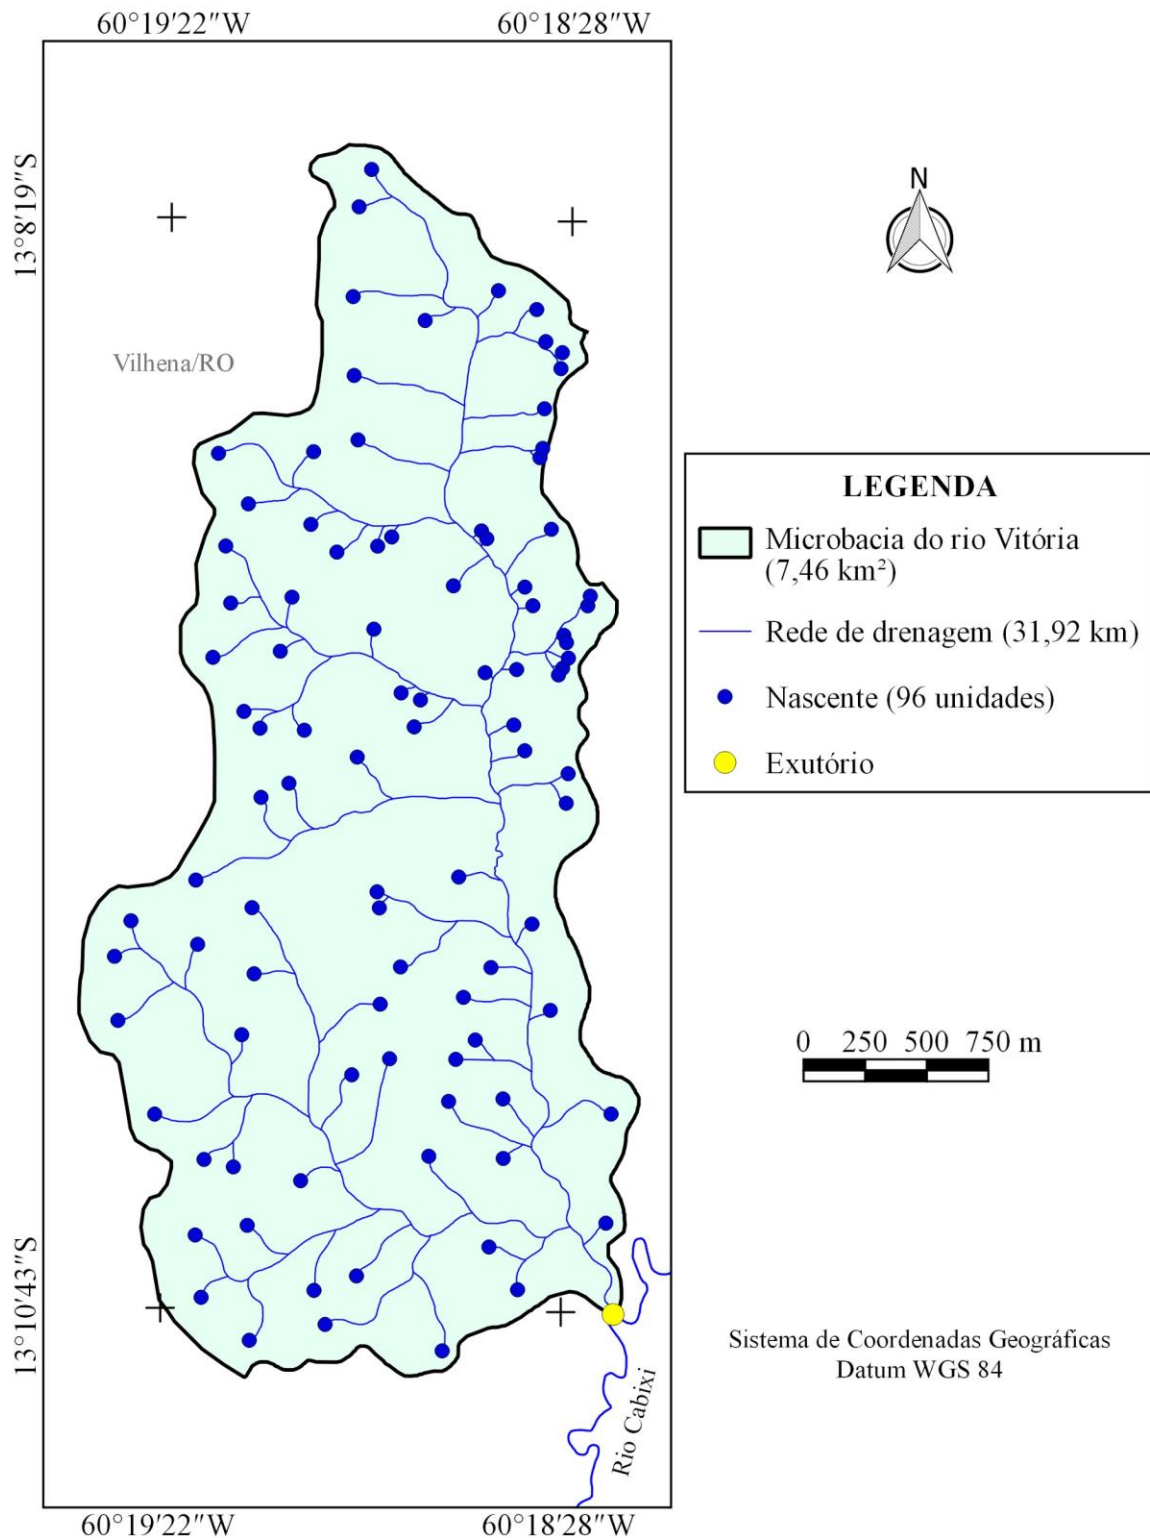 60°19'22"W 60°18'28"W
13°8'19"S
N
Vilhena/RO
LEGENDA
Microbacia do rio Vitória
(7,46 km²)
Rede de drenagem (31,92 km)
Nascente (96 unidades)
Exutório
0 250 500 750 m
13°10'43"S
Sistema de Coordenadas Geográficas
Datum WGS 84
Rio Cabixi
60°19'22"W 60°18'28"W